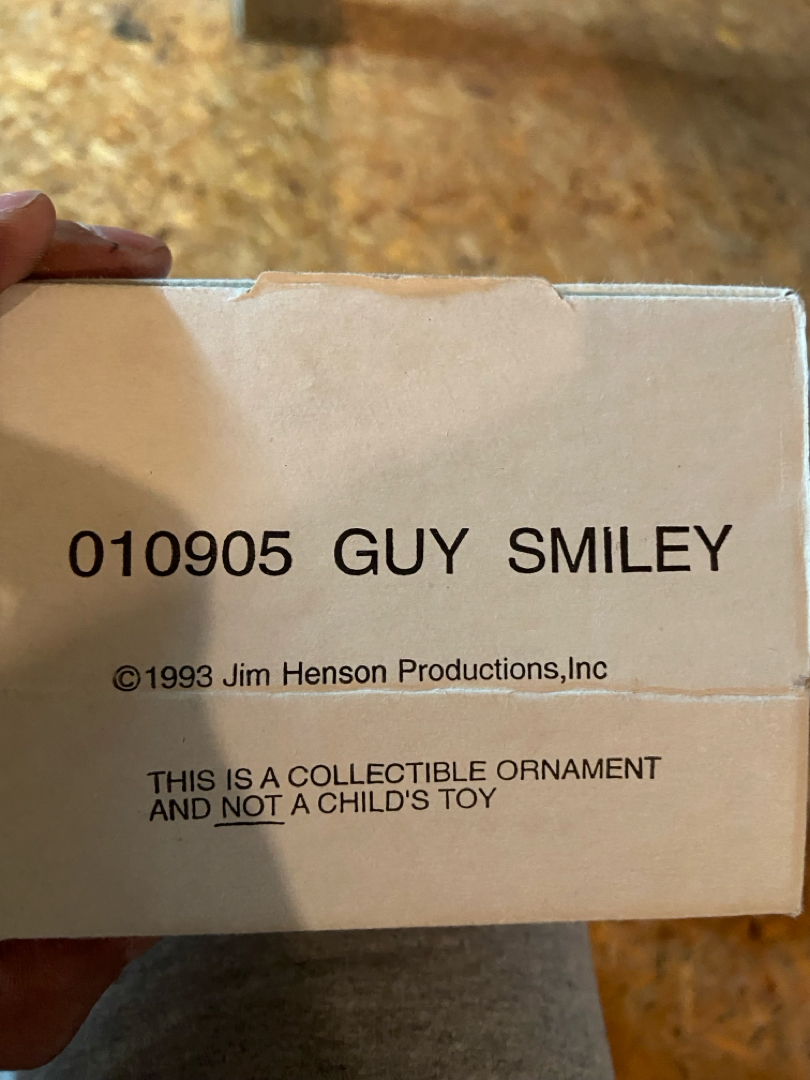 010905 GUY SMILEY
©1993 Jim Henson Productions,Inc
THIS IS A COLLECTIBLE ORNAMENT
AND NOT A CHILD'S TOY